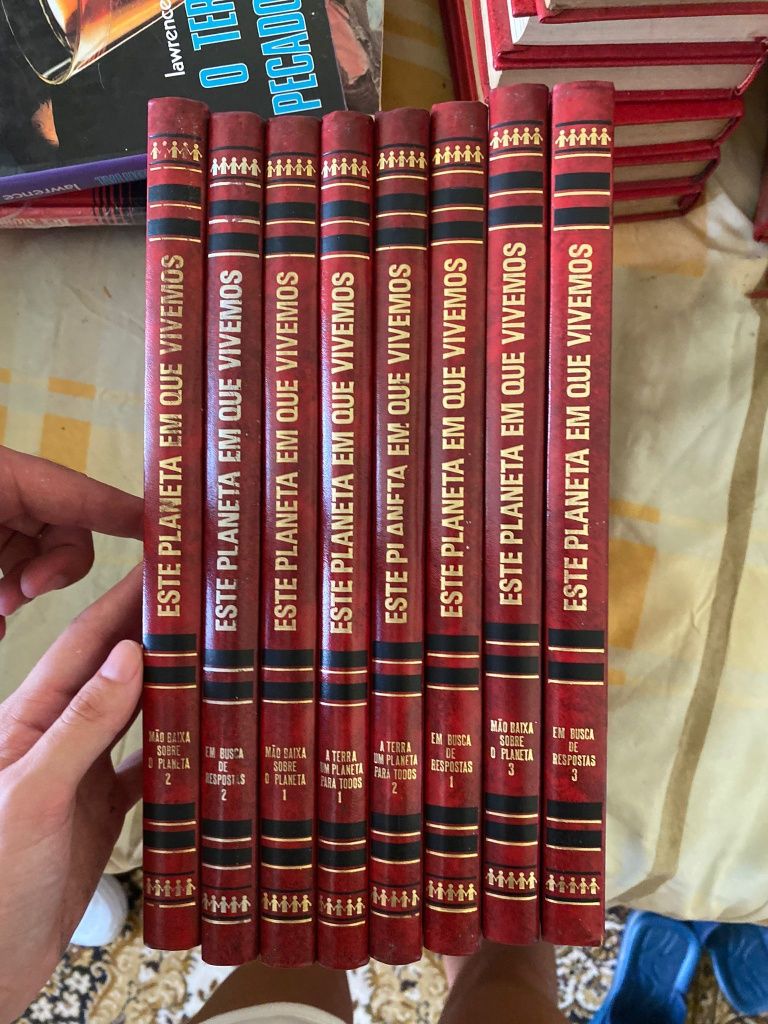 lawrence
O TER
PECADO
lawrence
ESTE PLANETA EM QUE VIVEMOS
MÃO BAIXA
SOBRE
O PLANETA
2
ESTE PLANETA EM QUE VIVEMOS
EM BUSCA
DE
RESPOSTAS
2
ESTE PLANETA EM QUE VIVEMOS
MÃO BAIXA
SOBRE
O PLANETA
1
ESTE PLANETA EM QUE VIVEMOS
A TERRA
UM PLANETA
PARA TODOS
1
ESTE PLANETA EM QUE VIVEMOS
A TERRA
UM PLANETA
PARA TODOS
2
ESTE PLANETA EM QUE VIVEMOS
EM BUSCA
DE
RESPOSTAS
1
ESTE PLANETA EM QUE VIVEMOS
MÃO BAIXA
SOBRE
O PLANETA
3
ESTE PLANETA EM QUE VIVEMOS
EM BUSCA
DE
RESPOSTAS
3